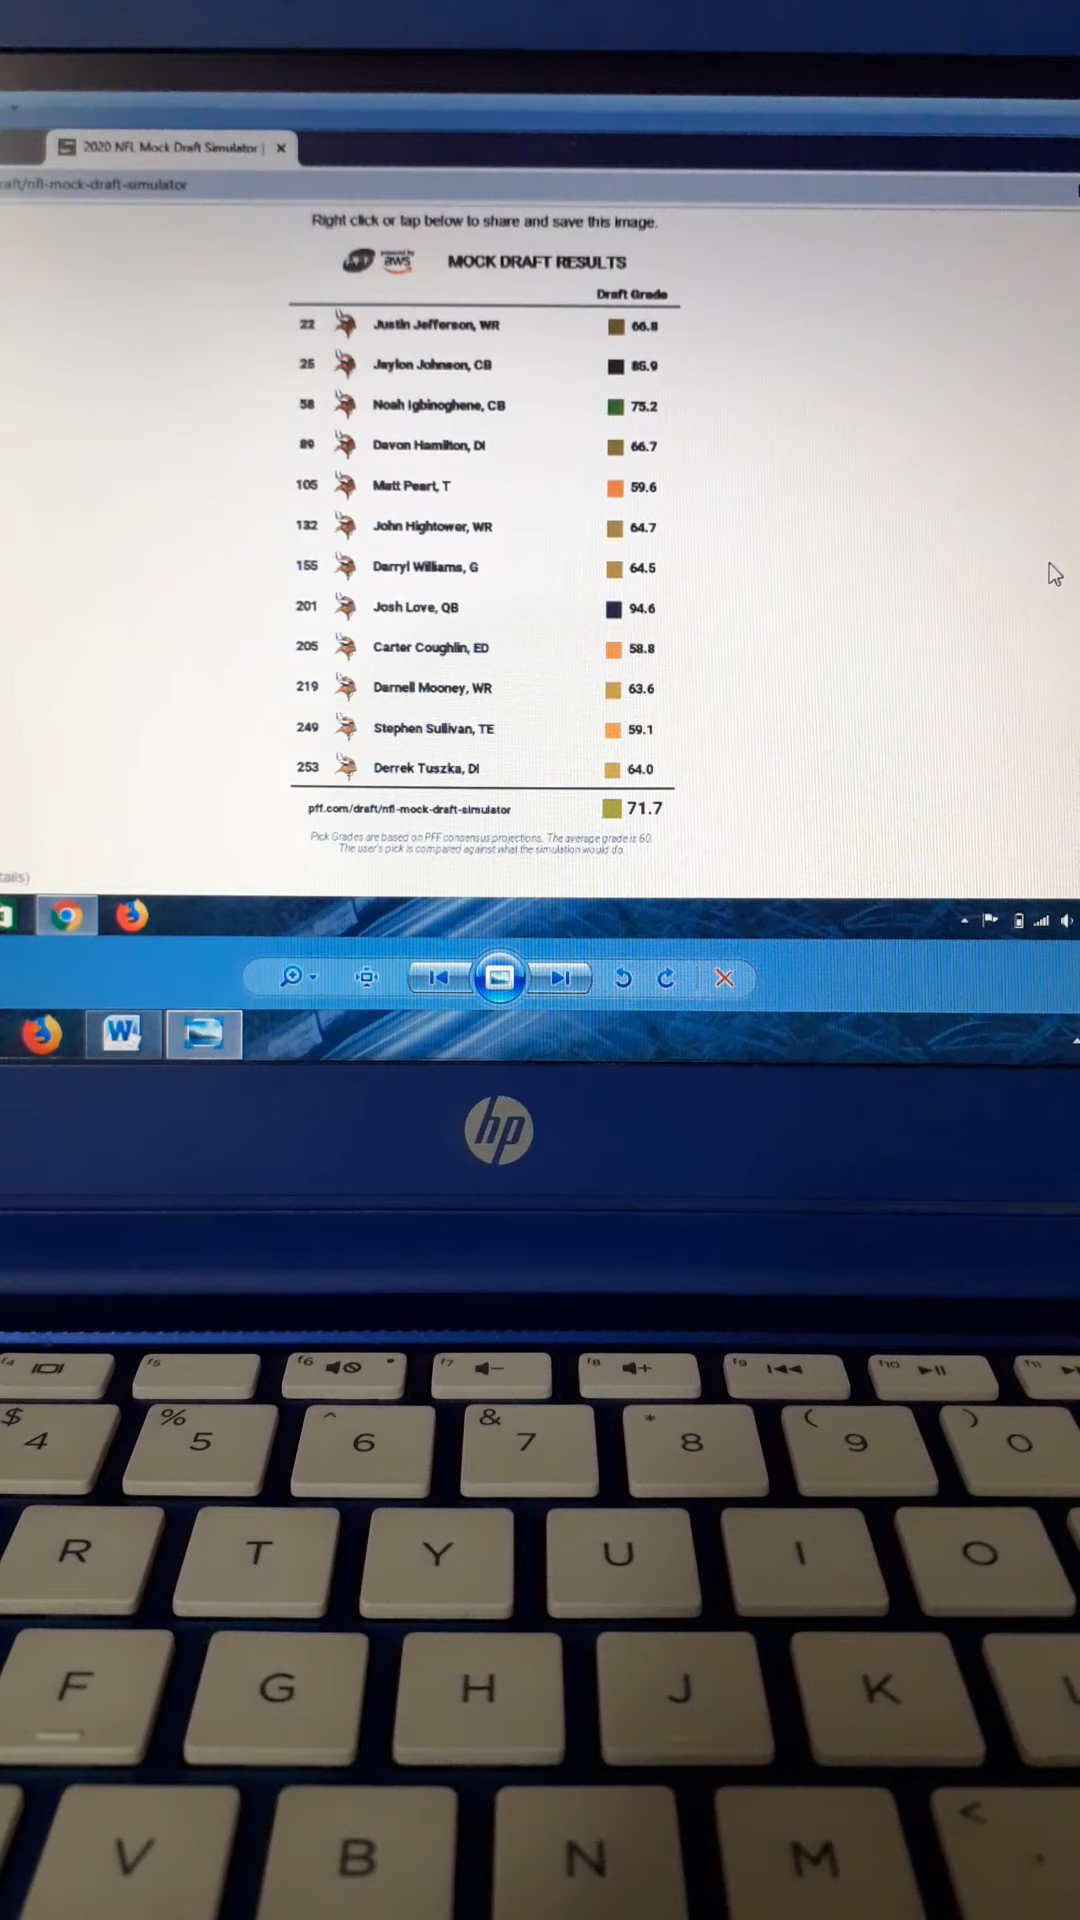 2020 NFL Mock Draft Simulator |
raft/nfl-mock-draft-simulator
Right click or tap below to share and save this image.
PFF powered by aws MOCK DRAFT RESULTS
Draft Grade
22 Justin Jefferson, WR 66.8
25 Jaylon Johnson, CB 85.9
58 Noah Igbinoghene, CB 75.2
89 Davon Hamilton, DI 66.7
105 Matt Peart, T 59.6
132 John Hightower, WR 64.7
155 Darryl Williams, G 64.5
201 Josh Love, QB 94.6
205 Carter Coughlin, ED 58.8
219 Darnell Mooney, WR 63.6
249 Stephen Sullivan, TE 59.1
253 Derrek Tuszka, DI 64.0
pff.com/draft/nfl-mock-draft-simulator 71.7
Pick Grades are based on PFF consensus projections. The average grade is 60.
The user's pick is compared against what the simulation would do.
tails)
W
hp
f4 f5 f6 f7 f8 f9 f10 f11
$ % ^ & * ( )
4 5 6 7 8 9 0
R T Y U I O
F G H J K L
V B N M <
,